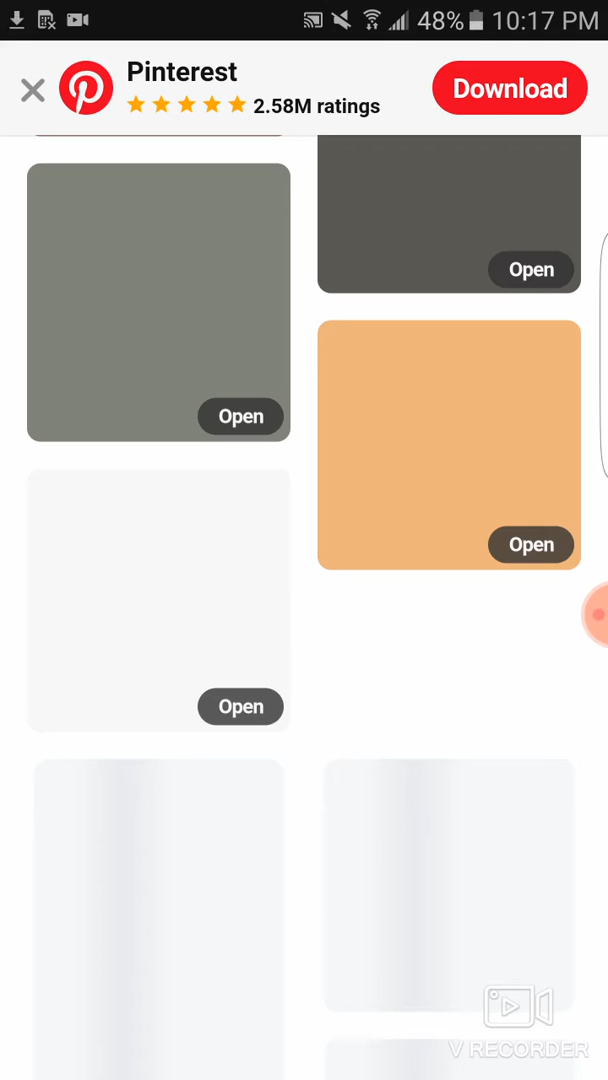 48% 10:17 PM
Pinterest
2.58M ratings
Download
Open
Open
Open
Open
V RECORDER